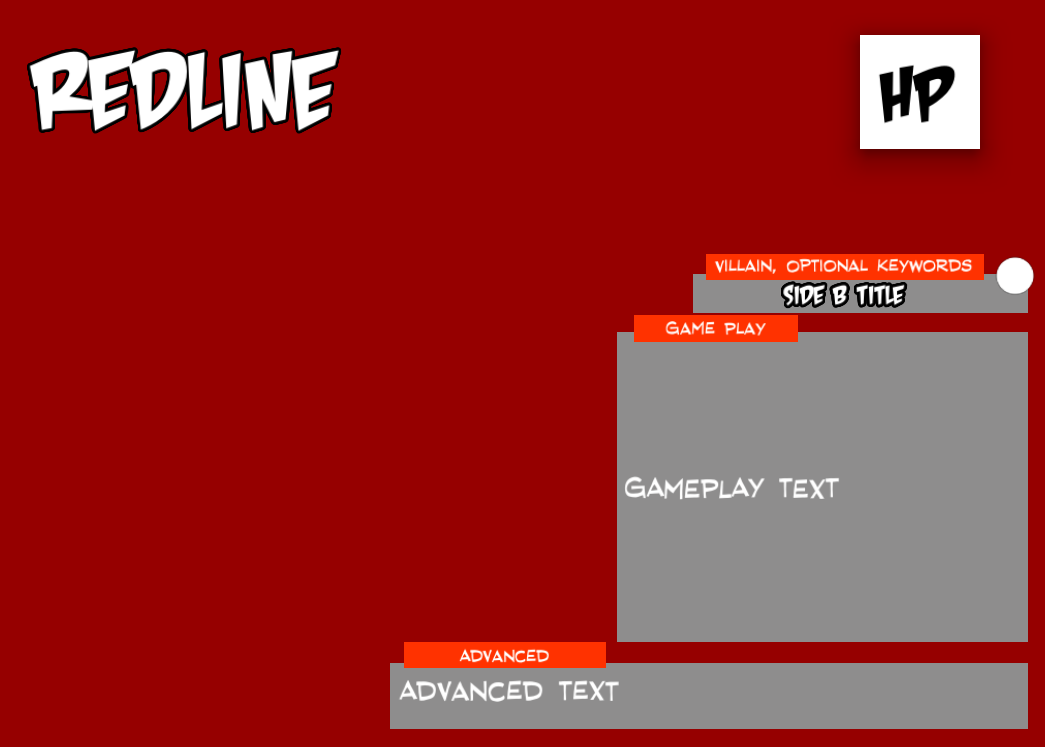 REDLINE
HP
VILLAIN, OPTIONAL KEYWORDS
SIDE B TITLE
GAME PLAY
GAMEPLAY TEXT
ADVANCED
ADVANCED TEXT